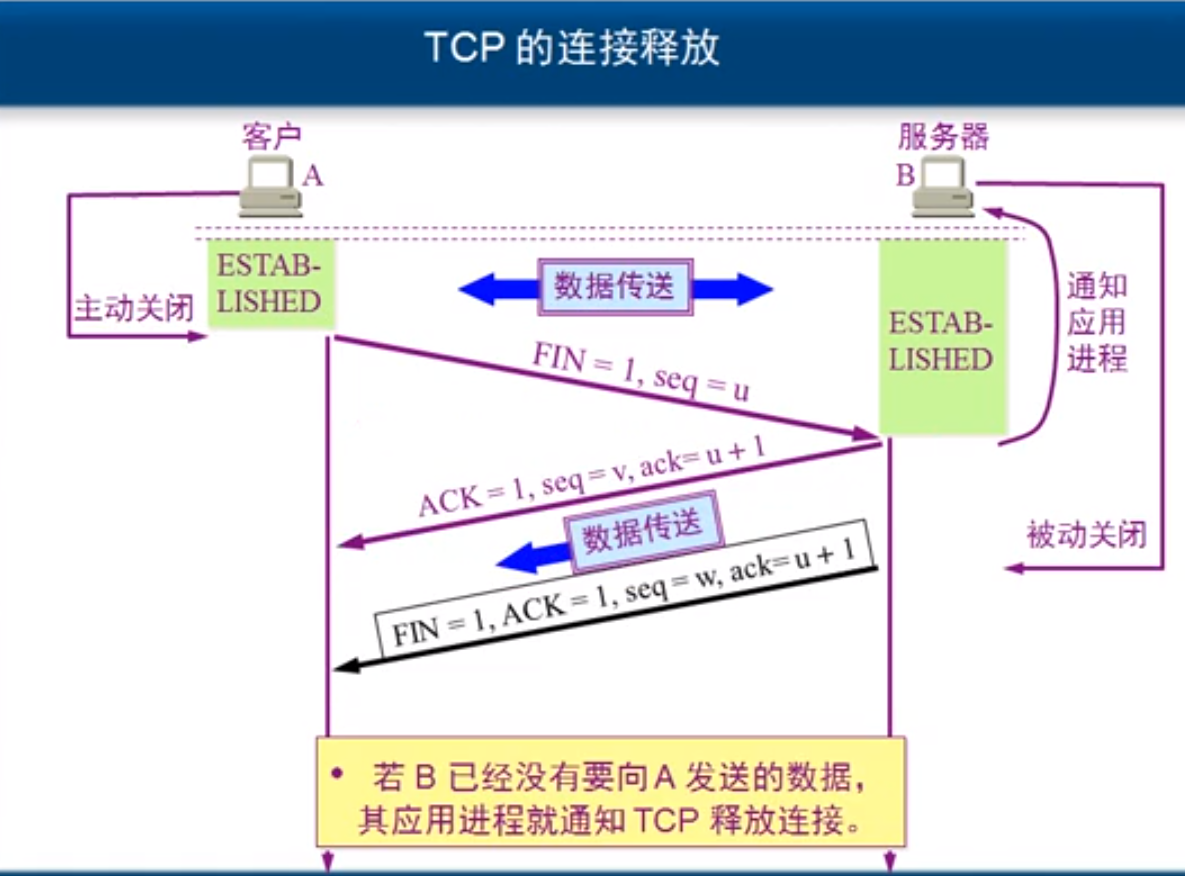 TCP 的连接释放
客户
A
服务器
B
ESTAB-
LISHED
主动关闭
数据传送
ESTAB-
LISHED
通知
应用
进程
FIN = 1, seq = u
ACK = 1, seq = v, ack= u + 1
数据传送
被动关闭
FIN = 1, ACK = 1, seq = w, ack= u + 1
• 若 B 已经没有要向 A 发送的数据，
其应用进程就通知 TCP 释放连接。